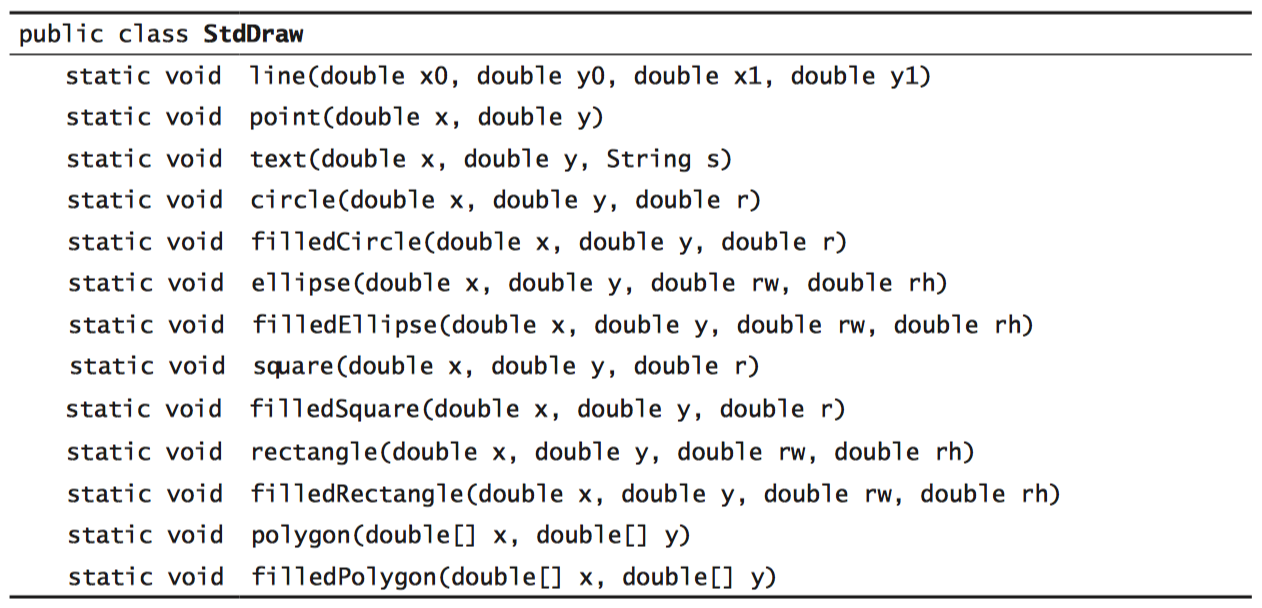 public class StdDraw
static void line(double x0, double y0, double x1, double y1)
static void point(double x, double y)
static void text(double x, double y, String s)
static void circle(double x, double y, double r)
static void filledCircle(double x, double y, double r)
static void ellipse(double x, double y, double rw, double rh)
static void filledEllipse(double x, double y, double rw, double rh)
static void square(double x, double y, double r)
static void filledSquare(double x, double y, double r)
static void rectangle(double x, double y, double rw, double rh)
static void filledRectangle(double x, double y, double rw, double rh)
static void polygon(double[] x, double[] y)
static void filledPolygon(double[] x, double[] y)